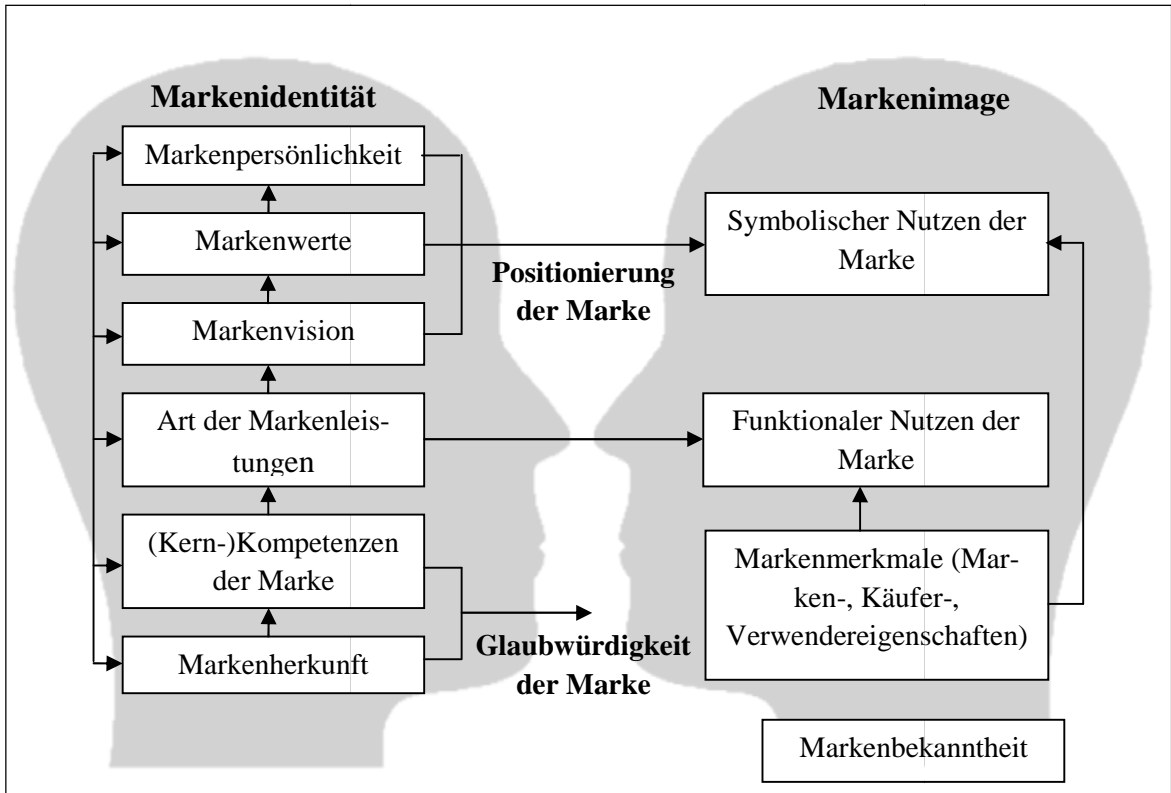 Markenidentität
Markenpersönlichkeit
Markenwerte
Markenvision
Art der Markenleis-
tungen
(Kern-)Kompetenzen
der Marke
Markenherkunft
Positionierung
der Marke
Glaubwürdigkeit
der Marke
Markenimage
Symbolischer Nutzen der
Marke
Funktionaler Nutzen der
Marke
Markenmerkmale (Mar-
ken-, Käufer-,
Verwendereigenschaften)
Markenbekanntheit